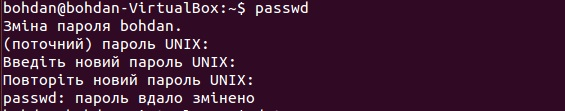 bohdan@bohdan-VirtualBox:~$ passwd
Зміна пароля bohdan.
(поточний) пароль UNIX:
Введіть новий пароль UNIX:
Повторіть новий пароль UNIX:
passwd: пароль вдало змінено